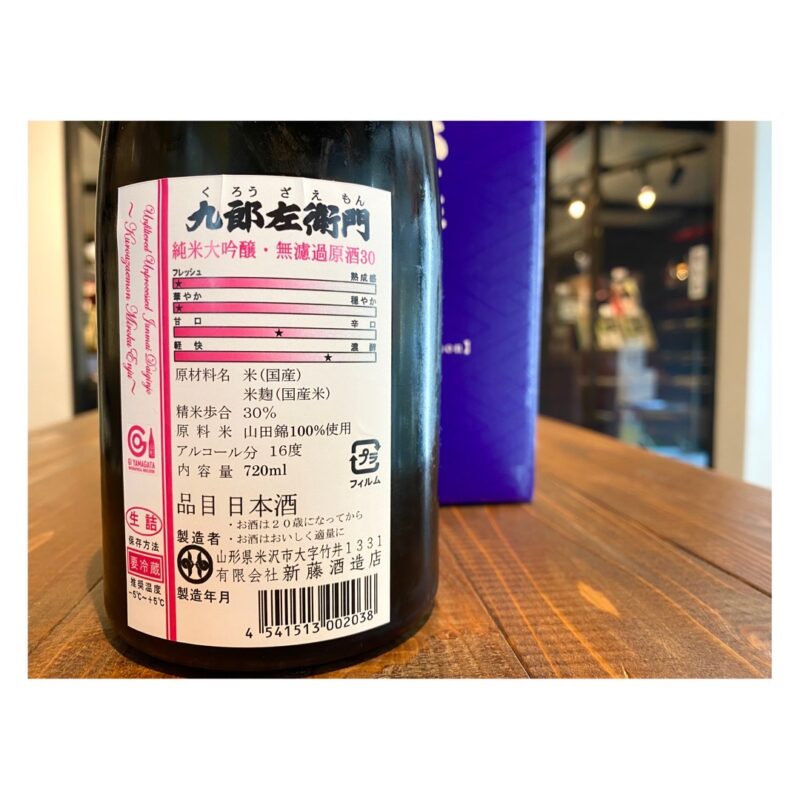 くろうざえもん
九郎左衛門
純米大吟醸・無濾過原酒30
フレッシュ 熟成感
★
華やか 穏やか
★
甘口 辛口
★
軽快 濃醇
★
原材料名 米(国産)
米麹(国産米)
精米歩合 30%
原料米 山田錦100%使用
アルコール分 16度
内容量 720ml
プラ
フィルム
品目 日本酒
・お酒は20歳になってから
・お酒はおいしく適量に
製造者
山形県米沢市大字竹井1331
有限会社 新藤酒造店
製造年月
4 541513 002038
Unfiltered Unprocessed Junmai Daiginjo
～Kurouzaemon Miroka Enju～
GI YAMAGATA
生詰
保存方法
要冷蔵
推奨温度
-5℃～+5℃